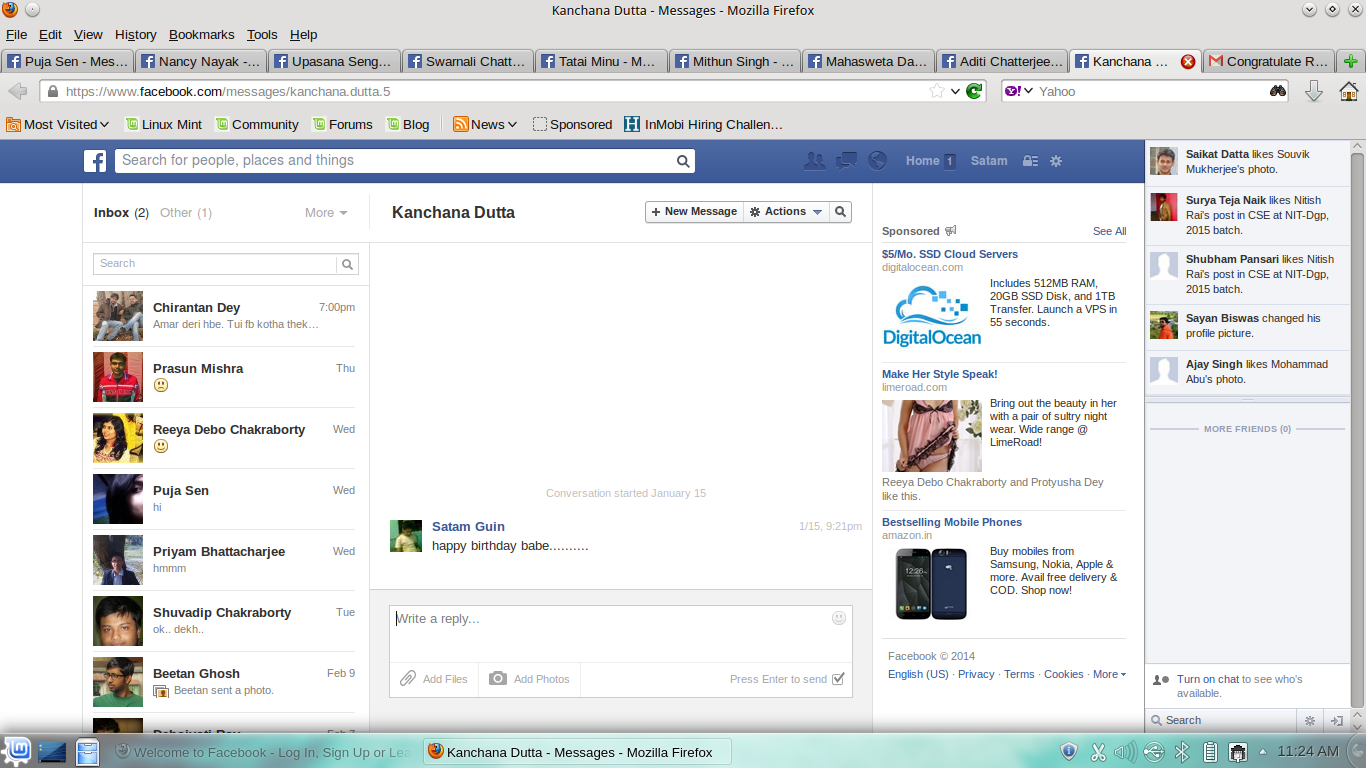 Kanchana Dutta - Messages - Mozilla Firefox
File Edit View History Bookmarks Tools Help
Puja Sen - Mes... Nancy Nayak -... Upasana Seng... Swarnali Chatt... Tatai Minu - M... Mithun Singh - ... Mahasweta Da... Aditi Chatterjee... Kanchana ... Congratulate R...
https://www.facebook.com/messages/kanchana.dutta.5 Y! Yahoo
Most Visited Linux Mint Community Forums Blog News Sponsored InMobi Hiring Challen...
Search for people, places and things Home 1 Satam
Inbox (2) Other (1) More
Search
Chirantan Dey 7:00pm
Amar deri hbe. Tui fb kotha thek...
Prasun Mishra Thu
Reeya Debo Chakraborty Wed
Puja Sen Wed
hi
Priyam Bhattacharjee Wed
hmmm
Shuvadip Chakraborty Tue
ok.. dekh..
Beetan Ghosh Feb 9
Beetan sent a photo.
Kanchana Dutta
+ New Message Actions
Conversation started January 15
Satam Guin 1/15, 9:21pm
happy birthday babe..........
Write a reply...
Add Files Add Photos Press Enter to send
Sponsored See All
$5/Mo. SSD Cloud Servers
digitalocean.com
DigitalOcean
Includes 512MB RAM,
20GB SSD Disk, and 1TB
Transfer. Launch a VPS in
55 seconds.
Make Her Style Speak!
limeroad.com
Bring out the beauty in her
with a pair of sultry night
wear. Wide range @
LimeRoad!
Reeya Debo Chakraborty and Protyusha Dey
like this.
Bestselling Mobile Phones
amazon.in
12:26
Buy mobiles from
Samsung, Nokia, Apple &
more. Avail free delivery &
COD. Shop now!
Facebook © 2014
English (US) · Privacy · Terms · Cookies · More
Saikat Datta likes Souvik
Mukherjee's photo.
Surya Teja Naik likes Nitish
Rai's post in CSE at NIT-Dgp,
2015 batch.
Shubham Pansari likes Nitish
Rai's post in CSE at NIT-Dgp,
2015 batch.
Sayan Biswas changed his
profile picture.
Ajay Singh likes Mohammad
Abu's photo.
MORE FRIENDS (0)
Turn on chat to see who's
available.
Search
Welcome to Facebook - Log In, Sign Up or Lea
Kanchana Dutta - Messages - Mozilla Firefox
11:24 AM